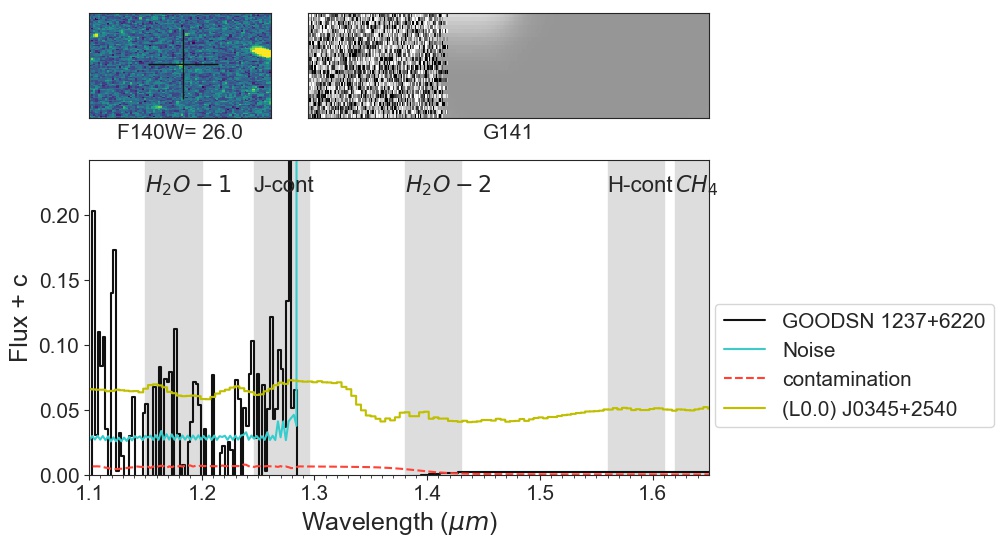 F140W= 26.0
G141
H₂O − 1
J-cont
H₂O − 2
H-cont
CH₄
0.20
0.15
0.10
0.05
0.00
Flux + c
1.1
1.2
1.3
1.4
1.5
1.6
Wavelength (μm)
GOODSN 1237+6220
Noise
contamination
(L0.0) J0345+2540